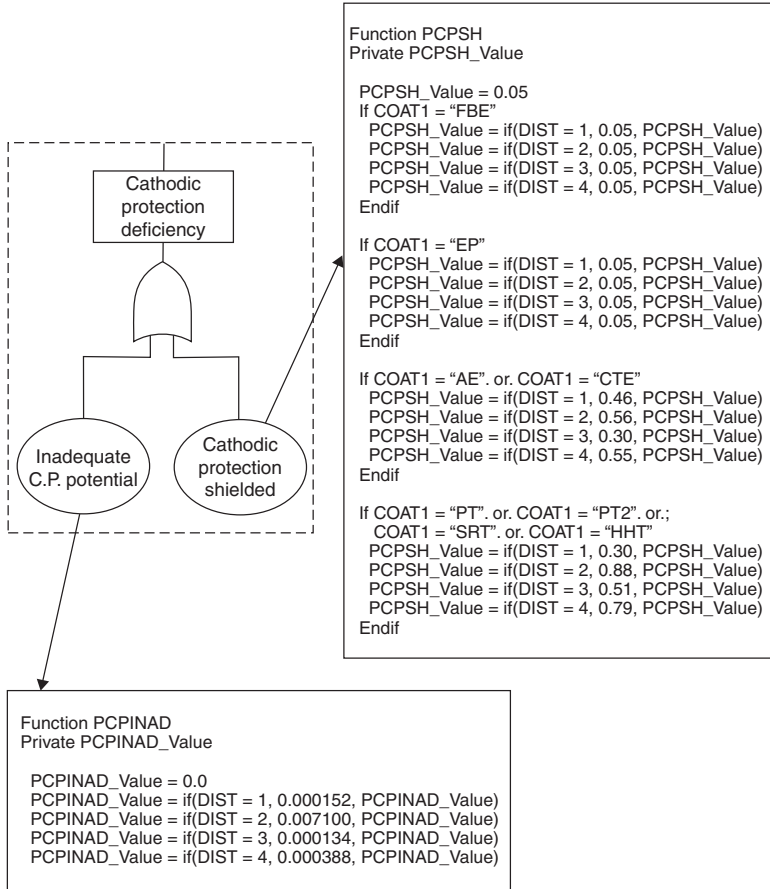 Cathodic
protection
deficiency
Inadequate
C.P. potential
Cathodic
protection
shielded
Function PCPSH
Private PCPSH_Value
PCPSH_Value = 0.05
If COAT1 = “FBE”
PCPSH_Value = if(DIST = 1, 0.05, PCPSH_Value)
PCPSH_Value = if(DIST = 2, 0.05, PCPSH_Value)
PCPSH_Value = if(DIST = 3, 0.05, PCPSH_Value)
PCPSH_Value = if(DIST = 4, 0.05, PCPSH_Value)
Endif
If COAT1 = “EP”
PCPSH_Value = if(DIST = 1, 0.05, PCPSH_Value)
PCPSH_Value = if(DIST = 2, 0.05, PCPSH_Value)
PCPSH_Value = if(DIST = 3, 0.05, PCPSH_Value)
PCPSH_Value = if(DIST = 4, 0.05, PCPSH_Value)
Endif
If COAT1 = “AE”. or. COAT1 = “CTE”
PCPSH_Value = if(DIST = 1, 0.46, PCPSH_Value)
PCPSH_Value = if(DIST = 2, 0.56, PCPSH_Value)
PCPSH_Value = if(DIST = 3, 0.30, PCPSH_Value)
PCPSH_Value = if(DIST = 4, 0.55, PCPSH_Value)
Endif
If COAT1 = “PT”. or. COAT1 = “PT2”. or.;
COAT1 = “SRT”. or. COAT1 = “HHT”
PCPSH_Value = if(DIST = 1, 0.30, PCPSH_Value)
PCPSH_Value = if(DIST = 2, 0.88, PCPSH_Value)
PCPSH_Value = if(DIST = 3, 0.51, PCPSH_Value)
PCPSH_Value = if(DIST = 4, 0.79, PCPSH_Value)
Endif
Function PCPINAD
Private PCPINAD_Value
PCPINAD_Value = 0.0
PCPINAD_Value = if(DIST = 1, 0.000152, PCPINAD_Value)
PCPINAD_Value = if(DIST = 2, 0.007100, PCPINAD_Value)
PCPINAD_Value = if(DIST = 3, 0.000134, PCPINAD_Value)
PCPINAD_Value = if(DIST = 4, 0.000388, PCPINAD_Value)